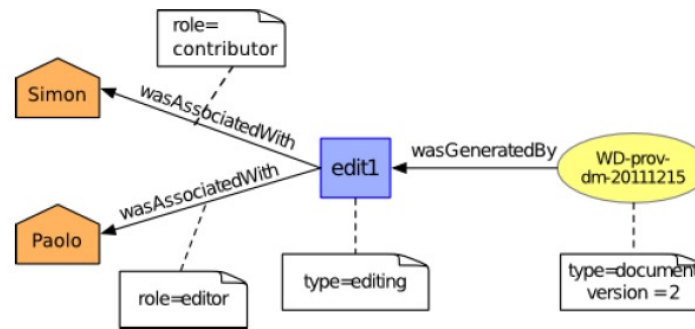 role=
contributor
Simon
wasAssociatedWith
edit1
wasGeneratedBy
WD-prov-
dm-20111215
wasAssociatedWith
Paolo
role=editor
type=editing
type=document
version =2